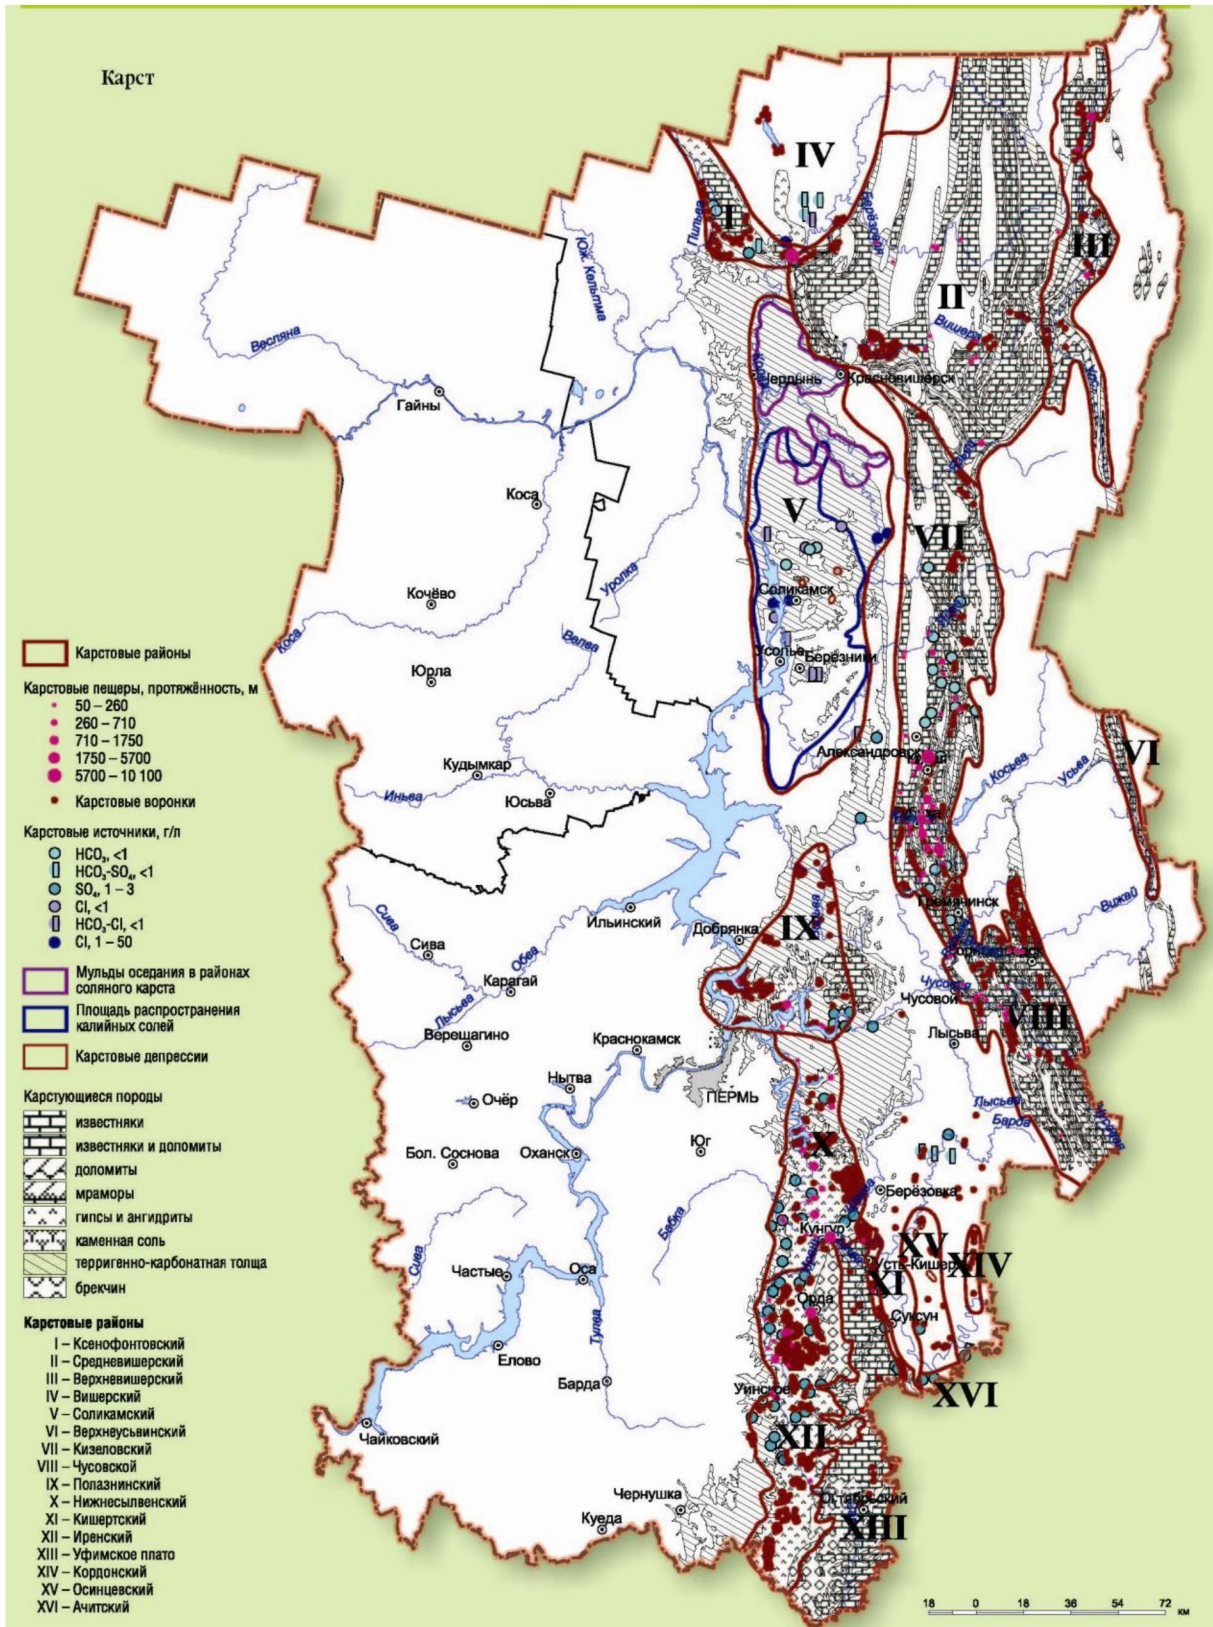 Карст
IV
I
Пильва
Берёзовая
III
Юж. Кельтма
II
Вишера
Весляна
Чердынь
Красновишерск
Гайны
Коса
V
VII
Кочёво
Уролка
Соликамск
Коса
Велва
Юрла
Усолье
Березники
Александровск
VI
Косьва
Усьва
Кудымкар
Иньва
Юсьва
Гремячинск
Вижай
Сива
Ильинский
Добрянка
IX
Сива
Обва
Карагай
Чусовой
Лысьва
Верещагино
Краснокамск
Лысьва
VIII
Нытва
Очёр
ПЕРМЬ
Лысьва
Барда
Чусовая
Юг
X
Бол. Соснова
Оханск
Берёзовка
Бабка
Кунгур
XV
XIV
Сива
Частые
Оса
XI
Усть-Кишерть
Орда
Суксун
Тулва
Елово
Барда
Уинское
XVI
Чайковский
XII
Чернушка
Октябрьский
Куеда
XIII
Карстовые районы
Карстовые пещеры, протяжённость, м
50 – 260
260 – 710
710 – 1750
1750 – 5700
5700 – 10 100
Карстовые воронки
Карстовые источники, г/л
HCO₃, <1
HCO₃-SO₄, <1
SO₄, 1 – 3
Cl, <1
HCO₃-Cl, <1
Cl, 1 – 50
Мульды оседания в районах
соляного карста
Площадь распространения
калийных солей
Карстовые депрессии
Карстующиеся породы
известняки
известняки и доломиты
доломиты
мраморы
гипсы и ангидриты
каменная соль
терригенно-карбонатная толща
брекчии
Карстовые районы
I – Ксенофонтовский
II – Средневишерский
III – Верхневишерский
IV – Вишерский
V – Соликамский
VI – Верхнеусьвинский
VII – Кизеловский
VIII – Чусовской
IX – Полазнинский
X – Нижнесылвенский
XI – Кишертский
XII – Иренский
XIII – Уфимское плато
XIV – Кордонский
XV – Осинцевский
XVI – Ачитский
18 0 18 36 54 72
км